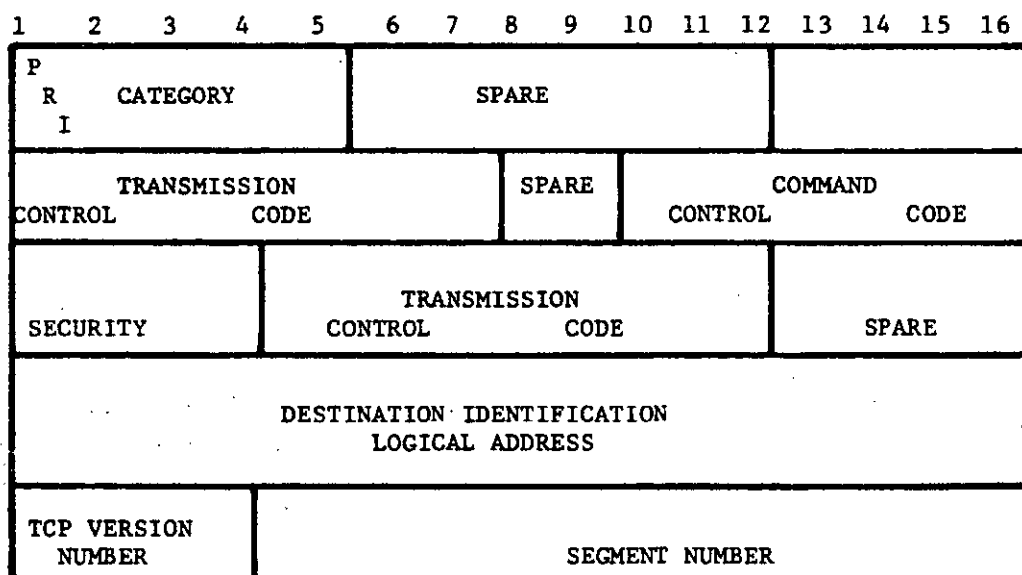 1 2 3 4 5 6 7 8 9 10 11 12 13 14 15 16
P
R CATEGORY SPARE
I
TRANSMISSION SPARE COMMAND
CONTROL CODE CONTROL CODE
TRANSMISSION
SECURITY CONTROL CODE SPARE
DESTINATION IDENTIFICATION
LOGICAL ADDRESS
TCP VERSION
NUMBER SEGMENT NUMBER